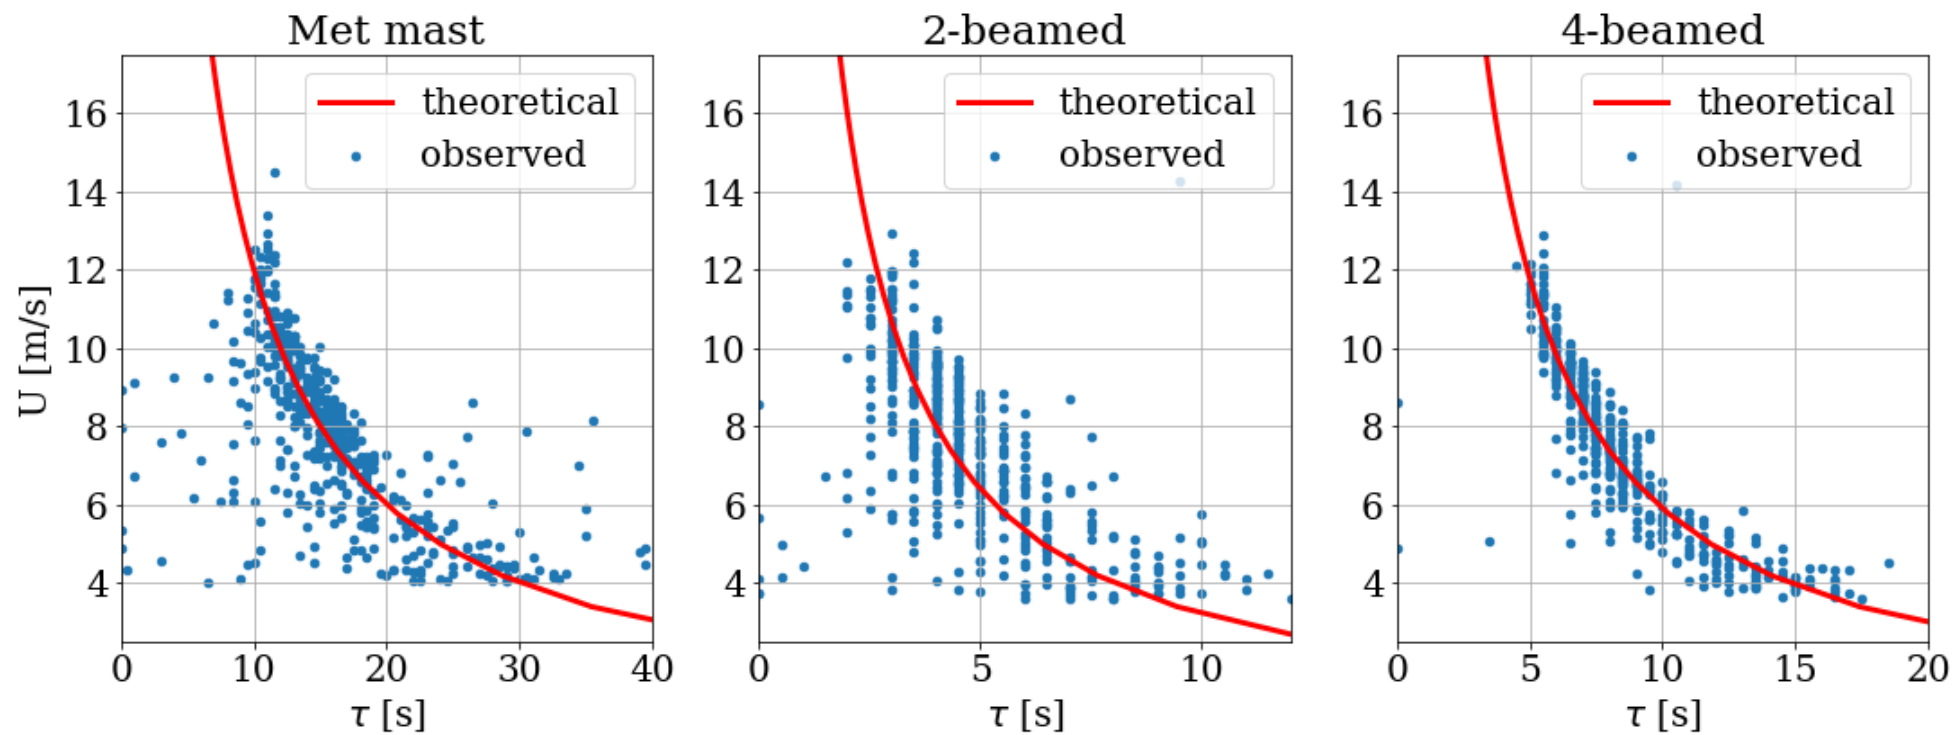 Met mast
2-beamed
4-beamed
U [m/s]
16
14
12
10
8
6
4
theoretical
observed
0 10 20 30 40
τ [s]
16
14
12
10
8
6
4
theoretical
observed
0 5 10
τ [s]
16
14
12
10
8
6
4
theoretical
observed
0 5 10 15 20
τ [s]